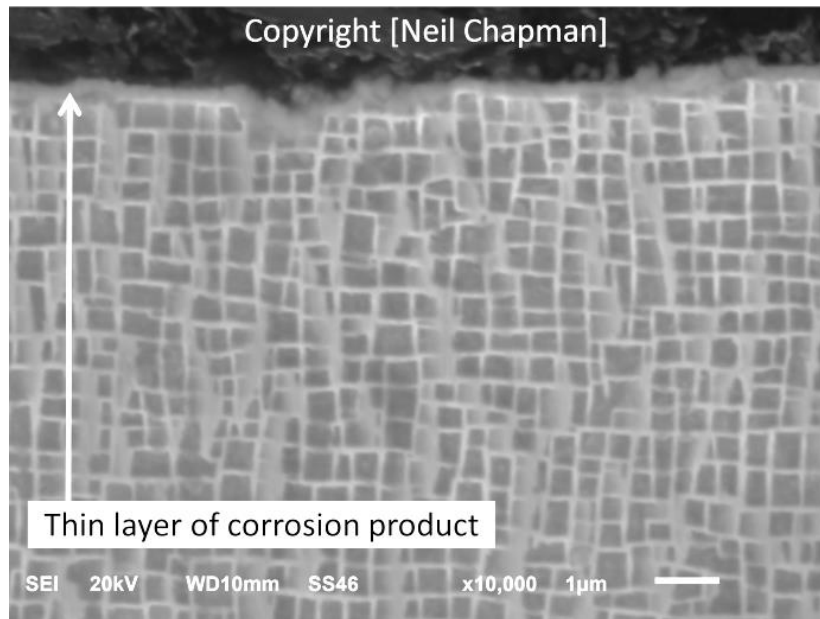 Copyright [Neil Chapman]
Thin layer of corrosion product
SEI 20kV WD10mm SS46 x10,000 1µm